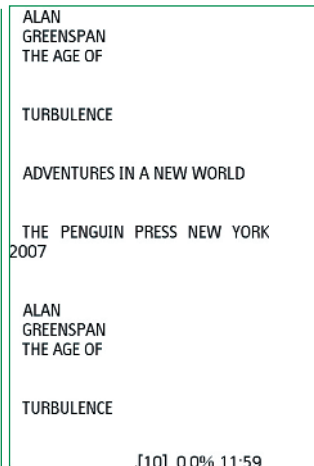 ALAN
GREENSPAN
THE AGE OF
TURBULENCE
ADVENTURES IN A NEW WORLD
THE PENGUIN PRESS NEW YORK
2007
ALAN
GREENSPAN
THE AGE OF
TURBULENCE
.[10] 0.0% 11:59